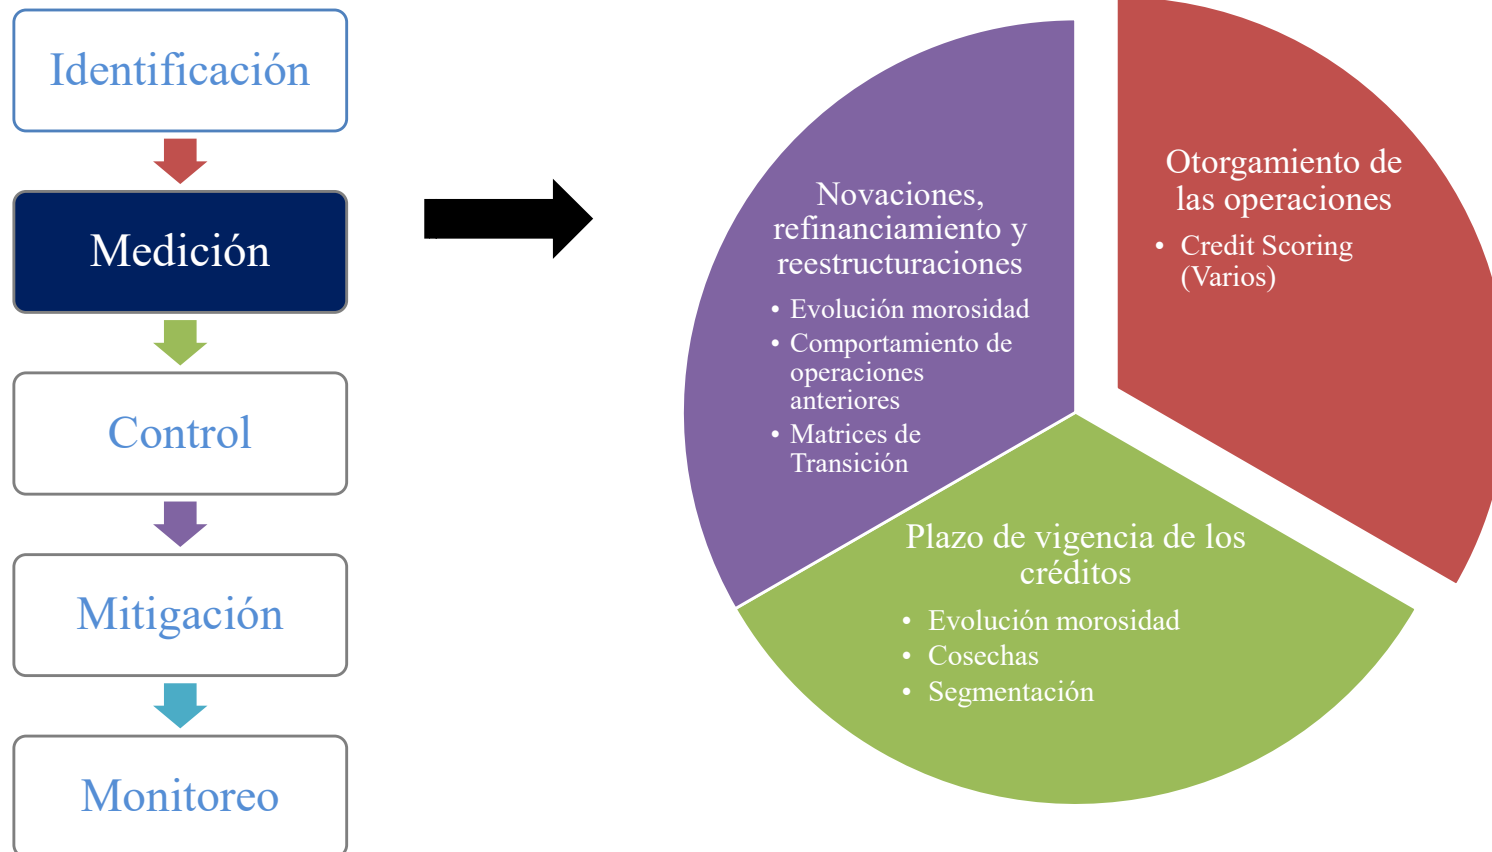 Identificación
Medición
Control
Mitigación
Monitoreo
Novaciones,
refinanciamiento y
reestructuraciones
• Evolución morosidad
• Comportamiento de
operaciones
anteriores
• Matrices de
Transición
Otorgamiento de
las operaciones
• Credit Scoring
(Varios)
Plazo de vigencia de los
créditos
• Evolución morosidad
• Cosechas
• Segmentación